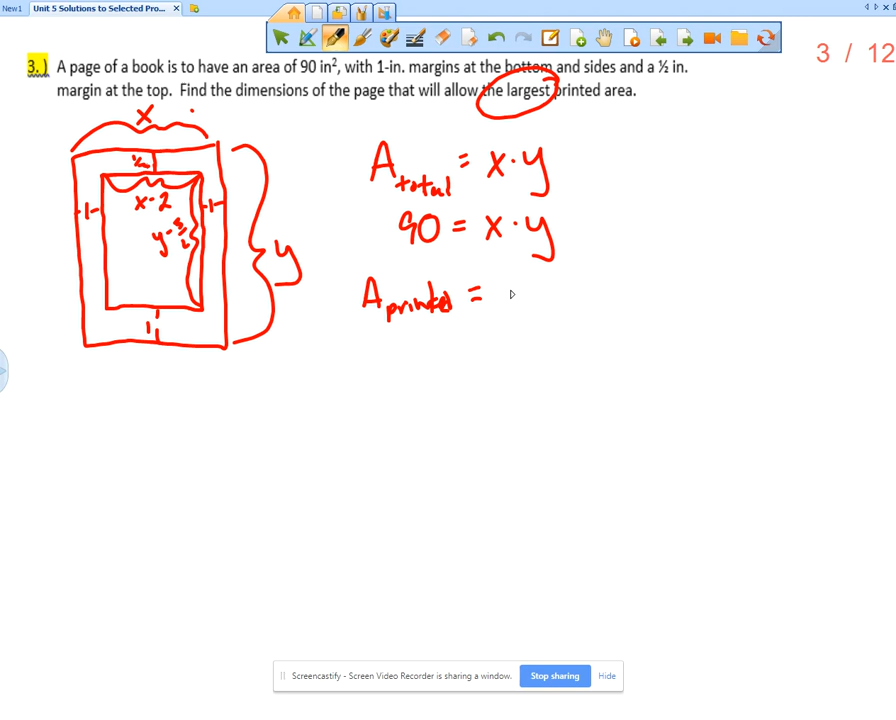 New1
Unit 5 Solutions to Selected Pro...
3 / 12
3.) A page of a book is to have an area of 90 in², with 1-in. margins at the bottom and sides and a ½ in.
margin at the top. Find the dimensions of the page that will allow the largest printed area.
x
½
x - 2
1
1
y - 3/2
y
1
A total = x · y
90 = x · y
A printed =
Screencastify - Screen Video Recorder is sharing a window.
Stop sharing
Hide